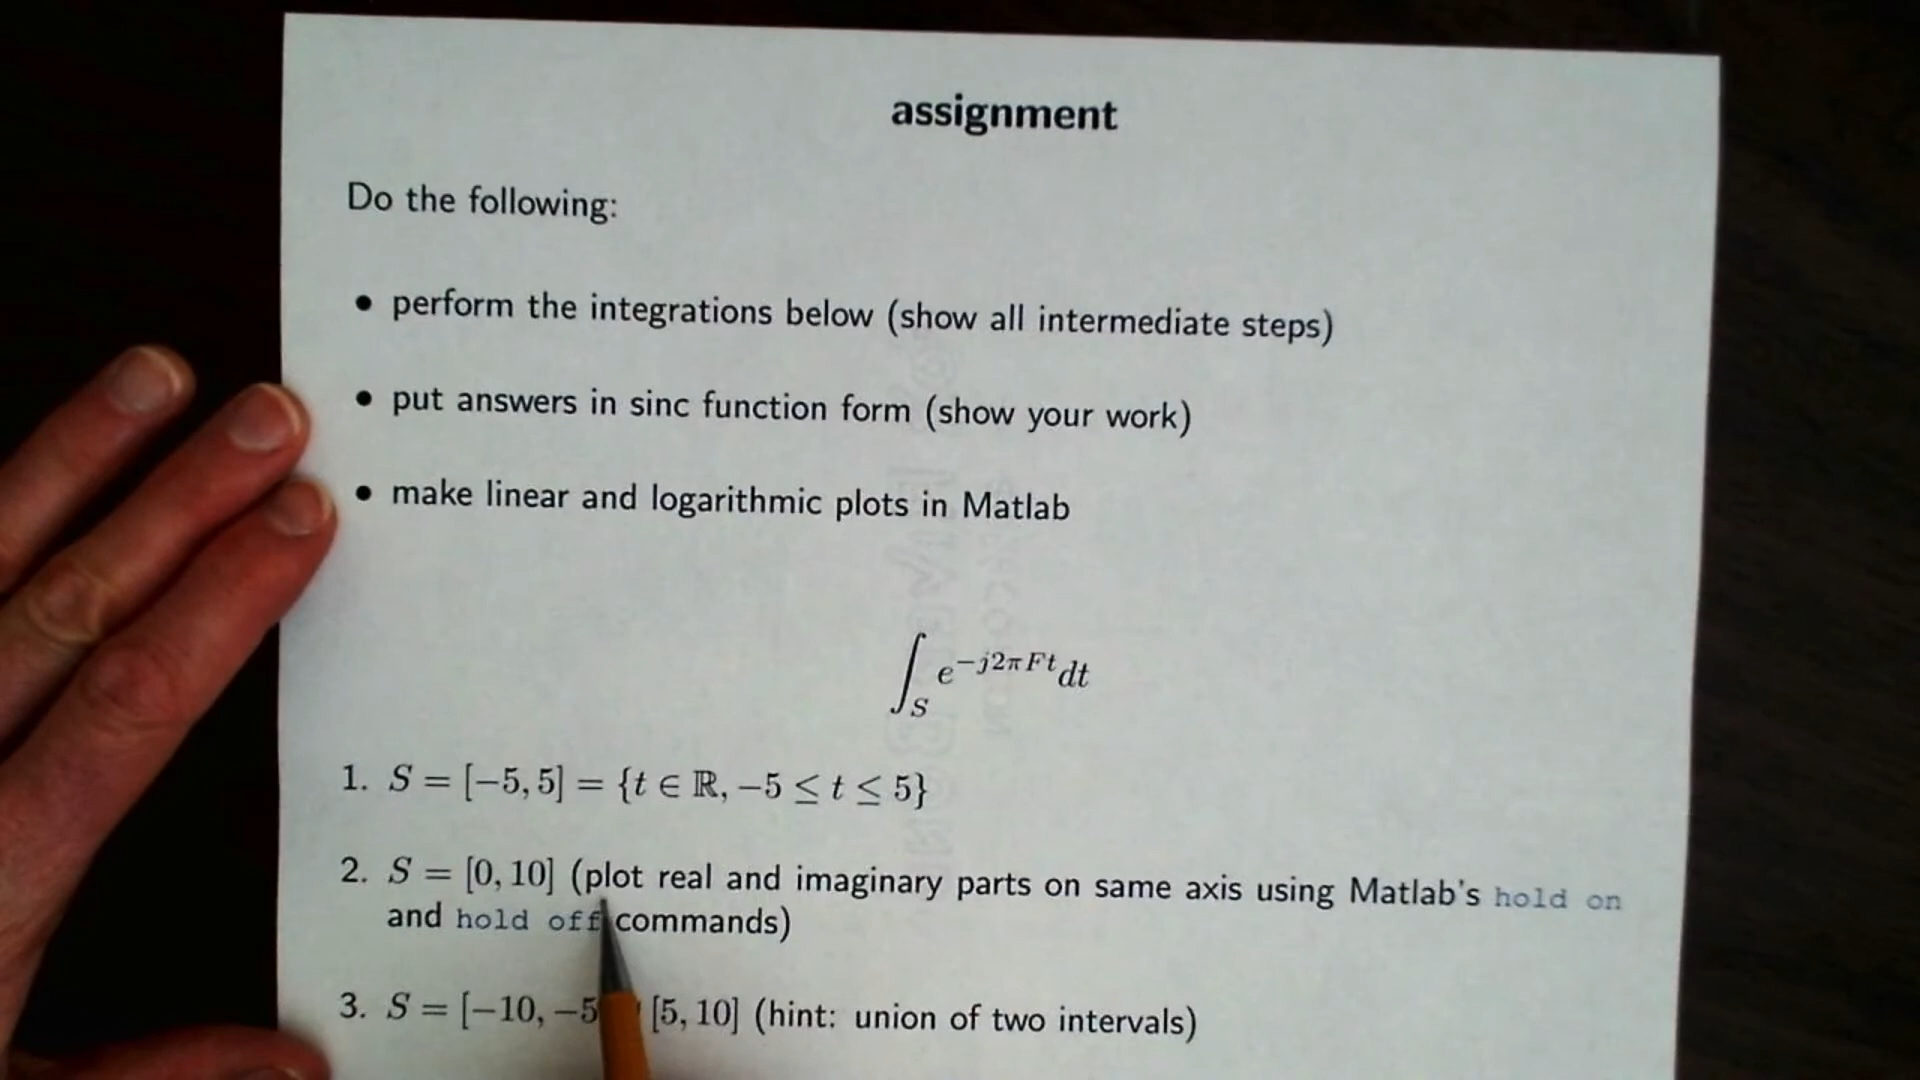 assignment
Do the following:
• perform the integrations below (show all intermediate steps)
• put answers in sinc function form (show your work)
• make linear and logarithmic plots in Matlab
∫_S e^{-j2πFt} dt
1. S = [−5, 5] = {t ∈ ℝ, −5 ≤ t ≤ 5}
2. S = [0, 10] (plot real and imaginary parts on same axis using Matlab's hold on
and hold off commands)
3. S = [−10, −5 [5, 10] (hint: union of two intervals)